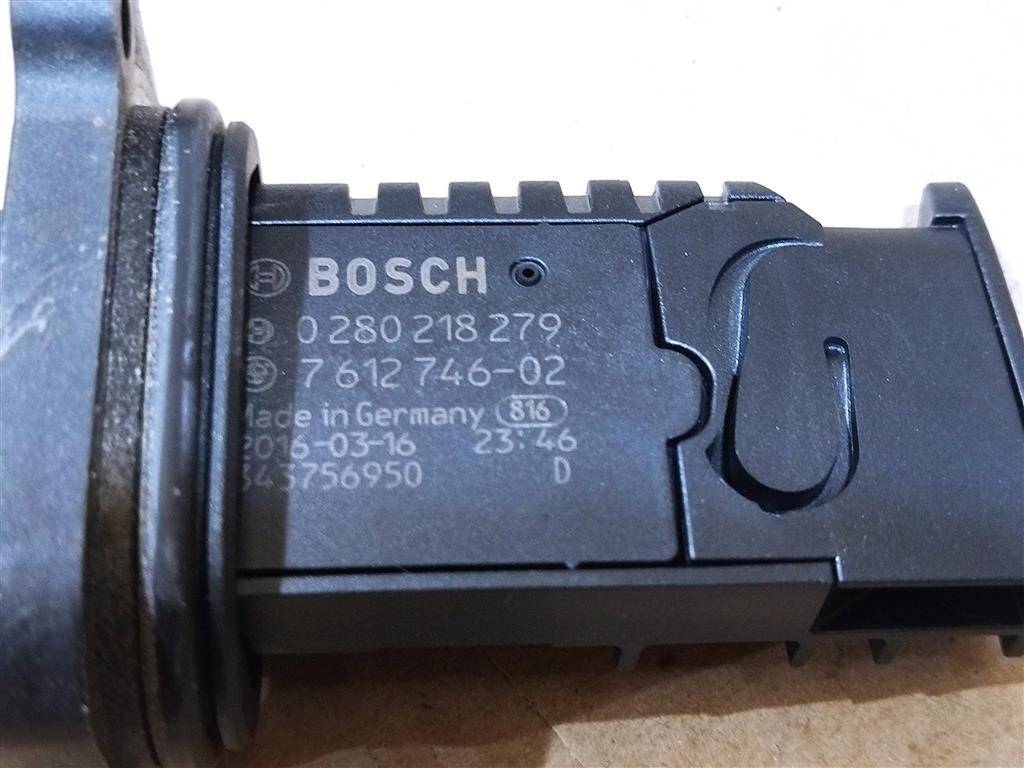 BOSCH
0 280 218 279
7 612 746-02
Made in Germany 816
2016-03-16 23:46
343756950 D